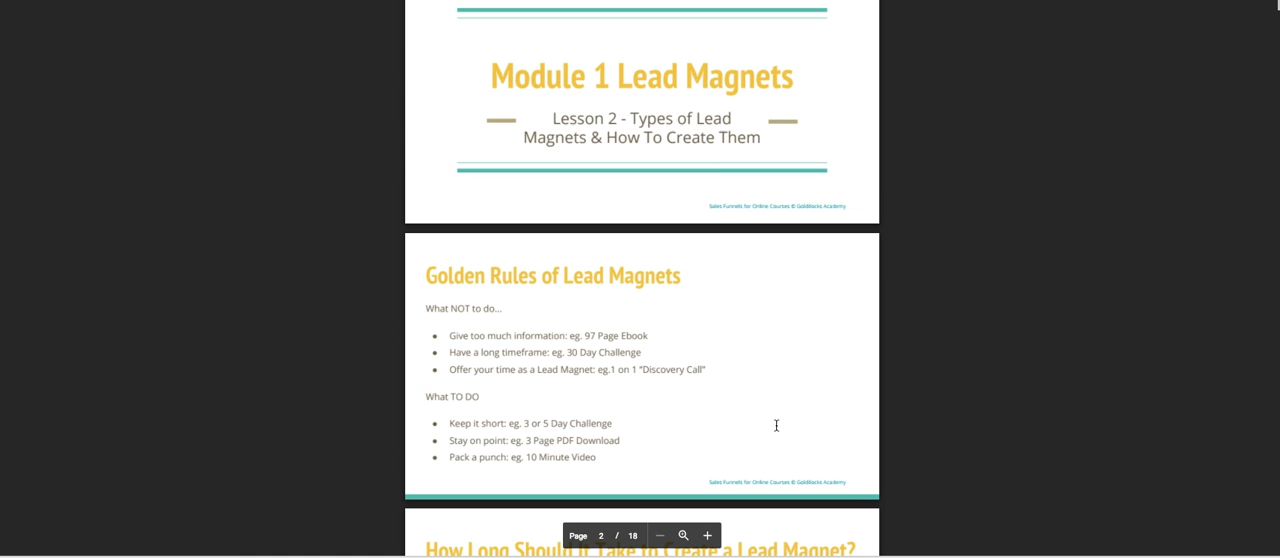 Module 1 Lead Magnets
Lesson 2 - Types of Lead
Magnets & How To Create Them
Sales Funnels for Online Courses © Goldilocks Academy
Golden Rules of Lead Magnets
What NOT to do...
● Give too much information: eg. 97 Page Ebook
● Have a long timeframe: eg. 30 Day Challenge
● Offer your time as a Lead Magnet: eg.1 on 1 “Discovery Call”
What TO DO
● Keep it short: eg. 3 or 5 Day Challenge
● Stay on point: eg. 3 Page PDF Download
● Pack a punch: eg. 10 Minute Video
Sales Funnels for Online Courses © Goldilocks Academy
How Long Should It Take to Create a Lead Magnet?
Page 2 / 18